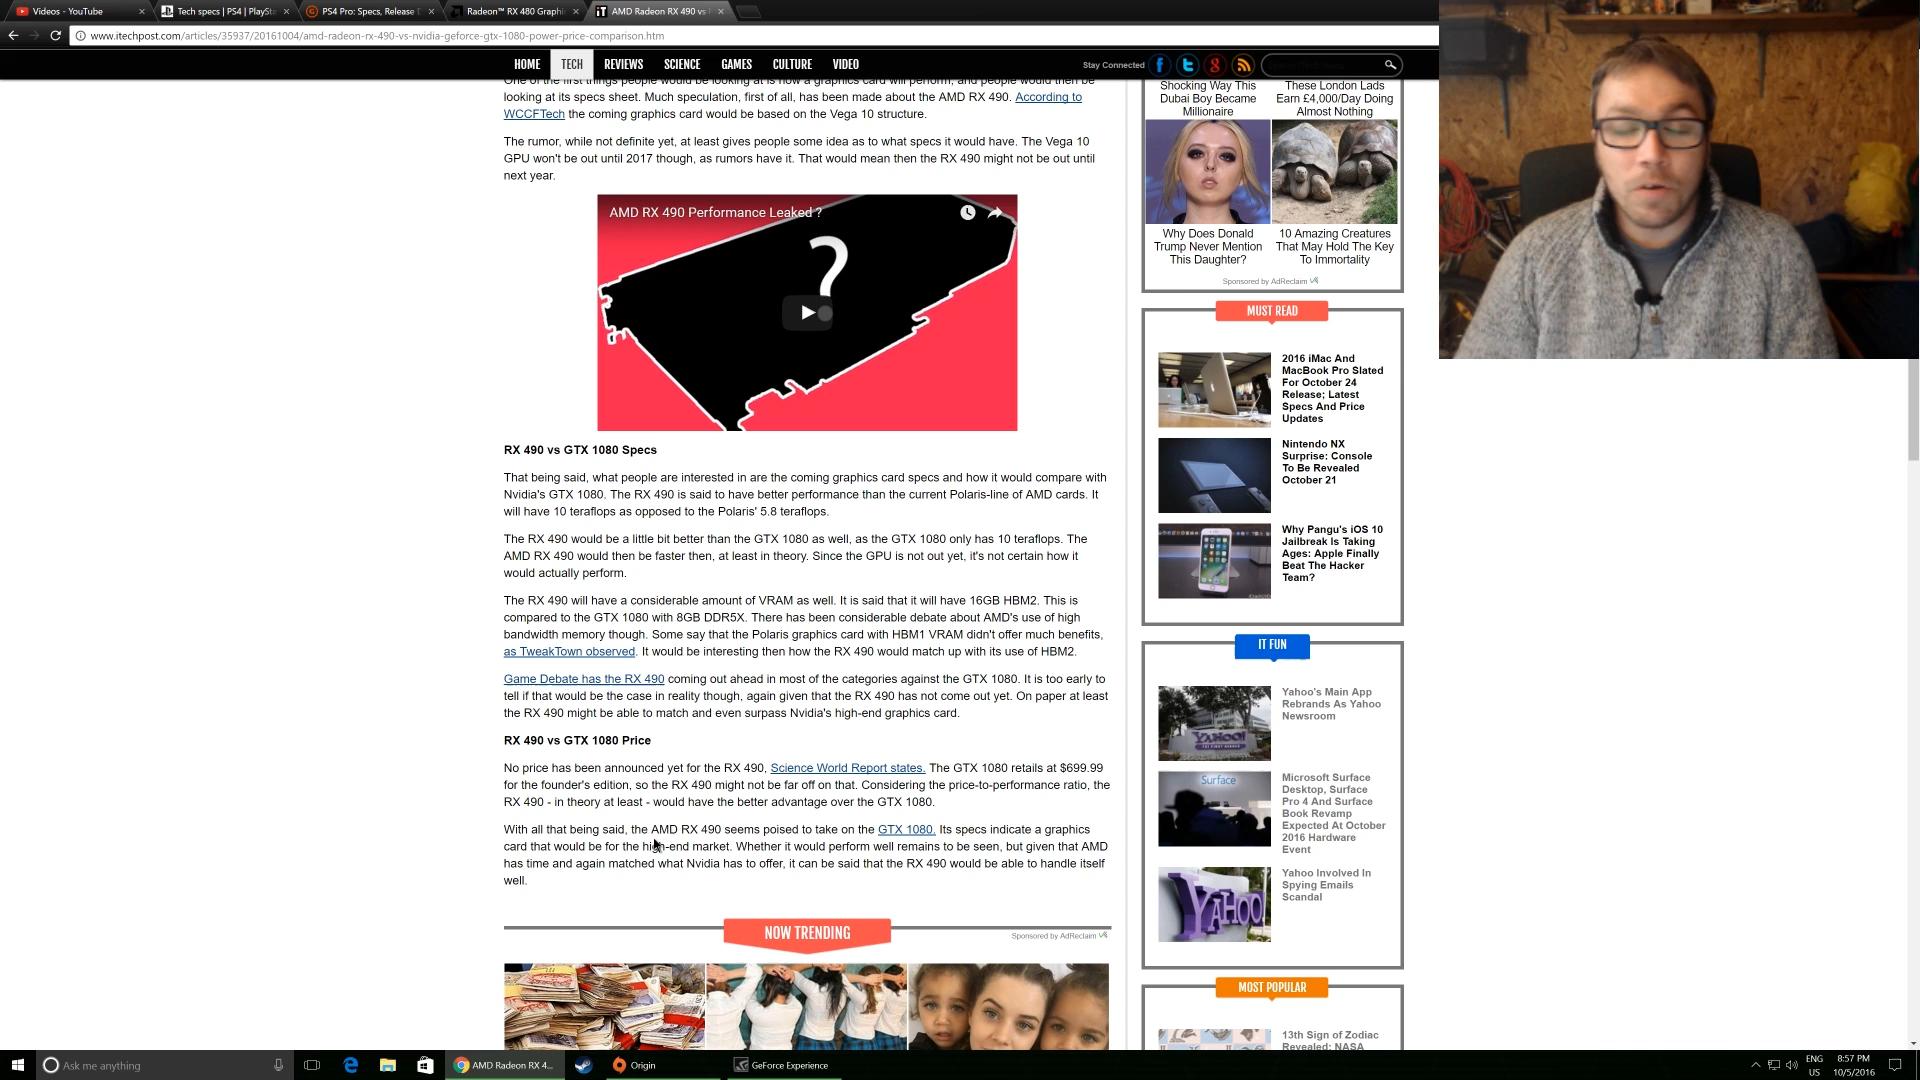 Videos - YouTube
Tech specs | PS4 | PlaySta
PS4 Pro: Specs, Release
Radeon™ RX 480 Graphi
AMD Radeon RX 490 vs
www.itechpost.com/articles/35937/20161004/amd-radeon-rx-490-vs-nvidia-geforce-gtx-1080-power-price-comparison.htm
HOME TECH REVIEWS SCIENCE GAMES CULTURE VIDEO
Stay Connected
One of the first things people would be looking at is how a graphics card will perform, and people would then be
looking at its specs sheet. Much speculation, first of all, has been made about the AMD RX 490. According to
WCCFTech the coming graphics card would be based on the Vega 10 structure.
The rumor, while not definite yet, at least gives people some idea as to what specs it would have. The Vega 10
GPU won't be out until 2017 though, as rumors have it. That would mean then the RX 490 might not be out until
next year.
AMD RX 490 Performance Leaked ?
?
RX 490 vs GTX 1080 Specs
That being said, what people are interested in are the coming graphics card specs and how it would compare with
Nvidia's GTX 1080. The RX 490 is said to have better performance than the current Polaris-line of AMD cards. It
will have 10 teraflops as opposed to the Polaris' 5.8 teraflops.
The RX 490 would be a little bit better than the GTX 1080 as well, as the GTX 1080 only has 10 teraflops. The
AMD RX 490 would then be faster then, at least in theory. Since the GPU is not out yet, it's not certain how it
would actually perform.
The RX 490 will have a considerable amount of VRAM as well. It is said that it will have 16GB HBM2. This is
compared to the GTX 1080 with 8GB DDR5X. There has been considerable debate about AMD's use of high
bandwidth memory though. Some say that the Polaris graphics card with HBM1 VRAM didn't offer much benefits,
as TweakTown observed. It would be interesting then how the RX 490 would match up with its use of HBM2.
Game Debate has the RX 490 coming out ahead in most of the categories against the GTX 1080. It is too early to
tell if that would be the case in reality though, again given that the RX 490 has not come out yet. On paper at least
the RX 490 might be able to match and even surpass Nvidia's high-end graphics card.
RX 490 vs GTX 1080 Price
No price has been announced yet for the RX 490, Science World Report states. The GTX 1080 retails at $699.99
for the founder's edition, so the RX 490 might not be far off on that. Considering the price-to-performance ratio, the
RX 490 - in theory at least - would have the better advantage over the GTX 1080.
With all that being said, the AMD RX 490 seems poised to take on the GTX 1080. Its specs indicate a graphics
card that would be for the high-end market. Whether it would perform well remains to be seen, but given that AMD
has time and again matched what Nvidia has to offer, it can be said that the RX 490 would be able to handle itself
well.
NOW TRENDING
Sponsored by AdReclaim
Shocking Way This
Dubai Boy Became
Millionaire
These London Lads
Earn £4,000/Day Doing
Almost Nothing
Why Does Donald
Trump Never Mention
This Daughter?
10 Amazing Creatures
That May Hold The Key
To Immortality
Sponsored by AdReclaim
MUST READ
2016 iMac And
MacBook Pro Slated
For October 24
Release; Latest
Specs And Price
Updates
Nintendo NX
Surprise: Console
To Be Revealed
October 21
Why Pangu's iOS 10
Jailbreak Is Taking
Ages: Apple Finally
Beat The Hacker
Team?
IT FUN
YAHOO!
Yahoo's Main App
Rebrands As Yahoo
Newsroom
Surface
Microsoft Surface
Desktop, Surface
Pro 4 And Surface
Book Revamp
Expected At October
2016 Hardware
Event
YAHOO
Yahoo Involved In
Spying Emails
Scandal
MOST POPULAR
13th Sign of Zodiac
Revealed: NASA
Ask me anything
AMD Radeon RX 4...
Origin
GeForce Experience
ENG
US
8:57 PM
10/5/2016